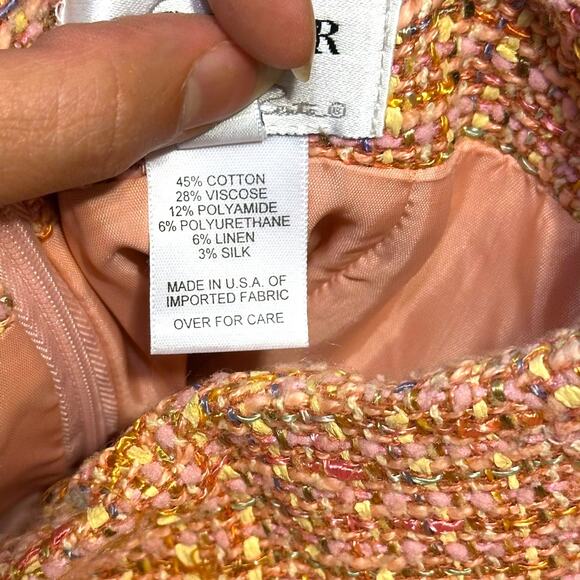 R
®
45% COTTON
28% VISCOSE
12% POLYAMIDE
6% POLYURETHANE
6% LINEN
3% SILK
MADE IN U.S.A. OF
IMPORTED FABRIC
OVER FOR CARE